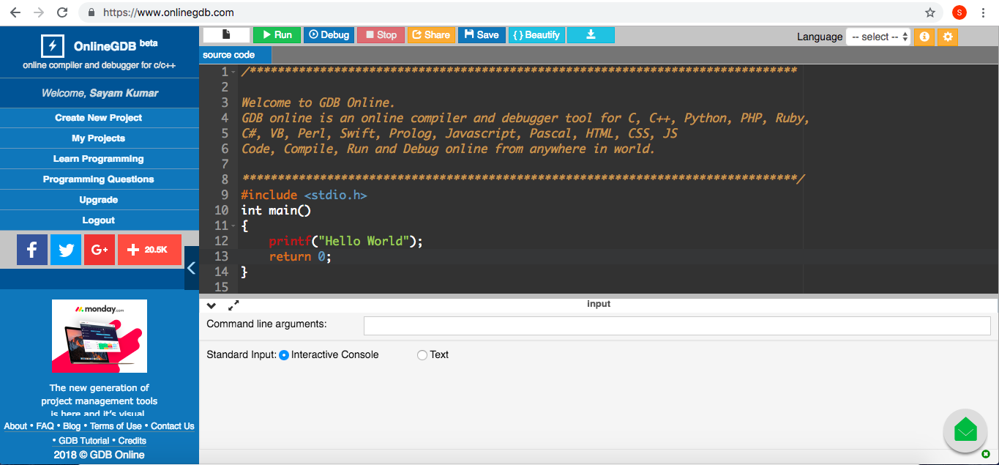 https://www.onlinegdb.com
S
OnlineGDB beta
online compiler and debugger for c/c++
Welcome, Sayam Kumar
Create New Project
My Projects
Learn Programming
Programming Questions
Upgrade
Logout
f G+ + 20.5K
monday.com
The new generation of
project management tools
is here and it's visual
About • FAQ • Blog • Terms of Use • Contact Us
• GDB Tutorial • Credits
2018 © GDB Online
Run Debug Stop Share Save { } Beautify Language -- select --
source code
1 /******************************************************************************
2
3 Welcome to GDB Online.
4 GDB online is an online compiler and debugger tool for C, C++, Python, PHP, Ruby,
5 C#, VB, Perl, Swift, Prolog, Javascript, Pascal, HTML, CSS, JS
6 Code, Compile, Run and Debug online from anywhere in world.
7
8 *******************************************************************************/
9 #include <stdio.h>
10 int main()
11 {
12     printf("Hello World");
13     return 0;
14 }
15
input
Command line arguments:
Standard Input: Interactive Console Text